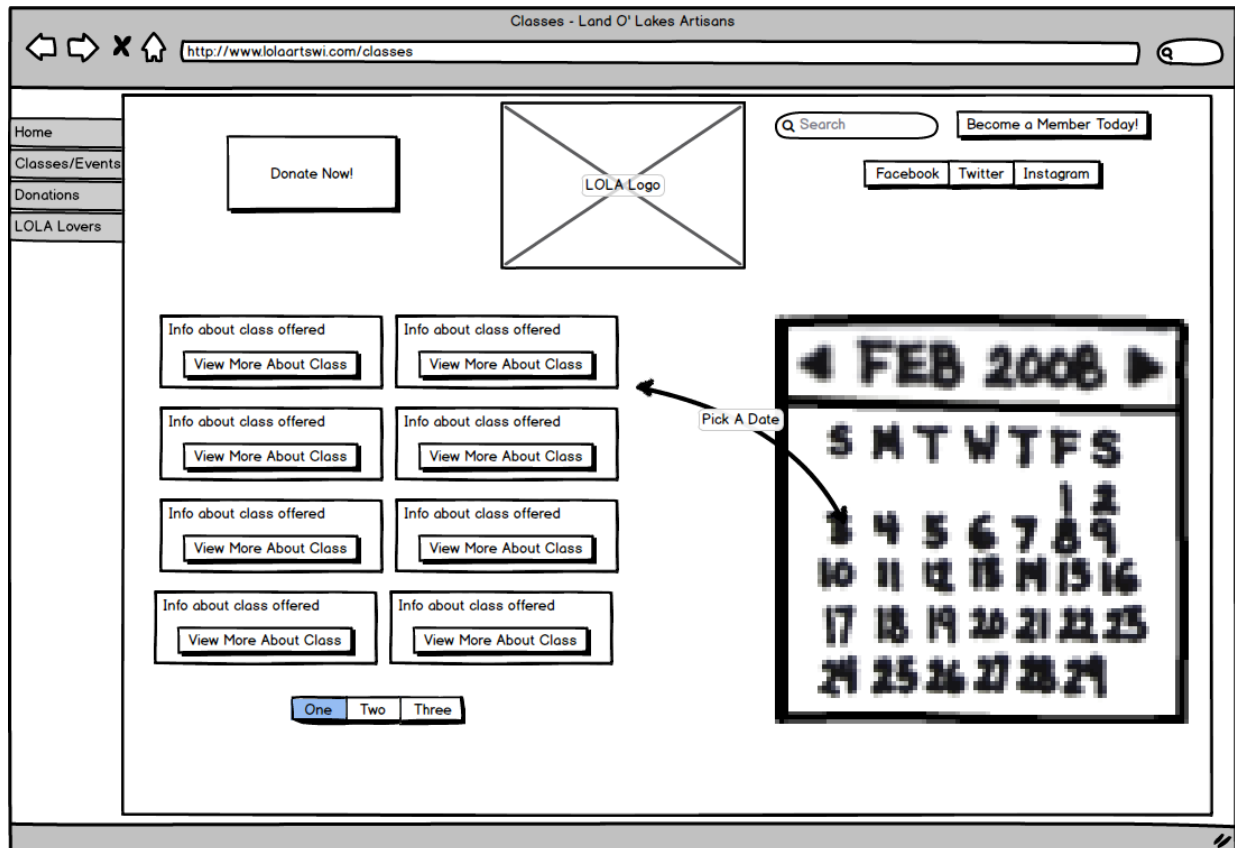 Classes - Land O' Lakes Artisans
http://www.lolaartswi.com/classes
Home
Classes/Events
Donations
LOLA Lovers
Donate Now!
LOLA Logo
Search
Become a Member Today!
Facebook Twitter Instagram
Info about class offered
View More About Class
Info about class offered
View More About Class
Info about class offered
View More About Class
Info about class offered
View More About Class
Info about class offered
View More About Class
Info about class offered
View More About Class
Info about class offered
View More About Class
Info about class offered
View More About Class
One Two Three
Pick A Date
FEB 2008
S M T W T F S
1 2
3 4 5 6 7 8 9
10 11 12 13 14 15 16
17 18 19 20 21 22 23
24 25 26 27 28 29